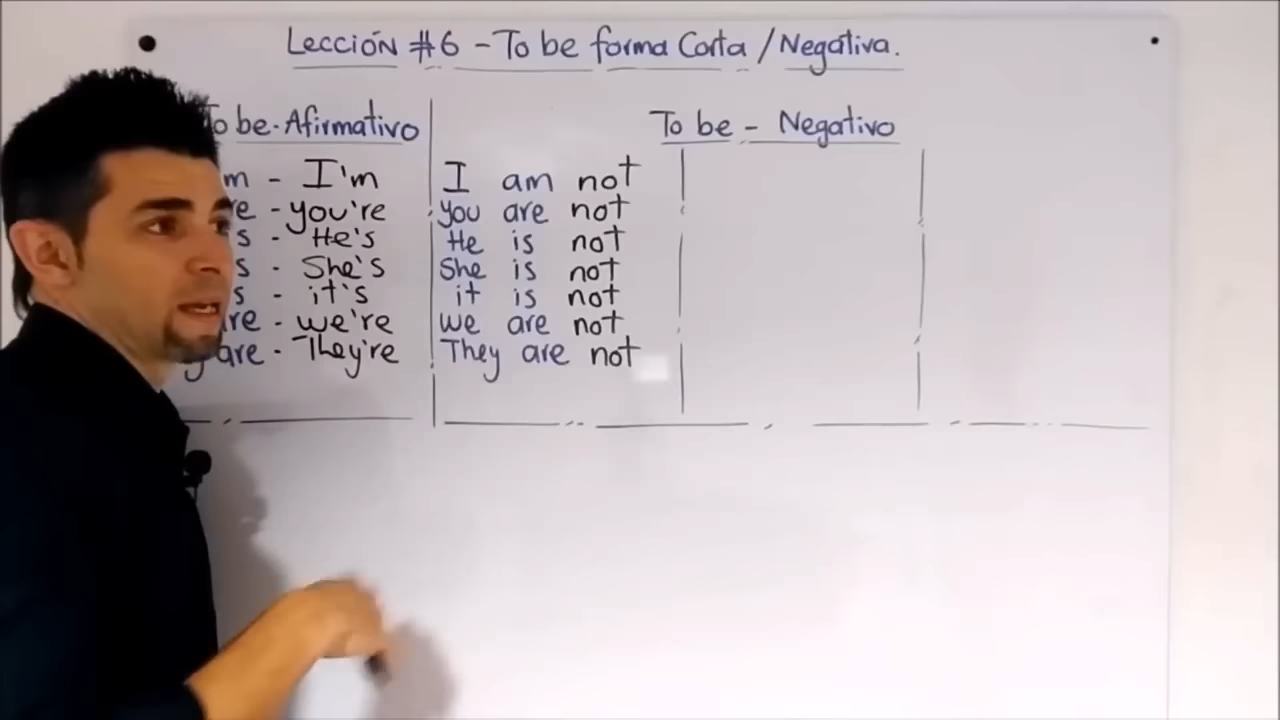 Lección #6 - To be forma Corta / Negativa.
To be - Afirmativo
m - I'm
re - you're
s - He's
s - She's
s - it's
are - we're
y are - They're
To be - Negativo
I am not
you are not
He is not
She is not
it is not
we are not
They are not